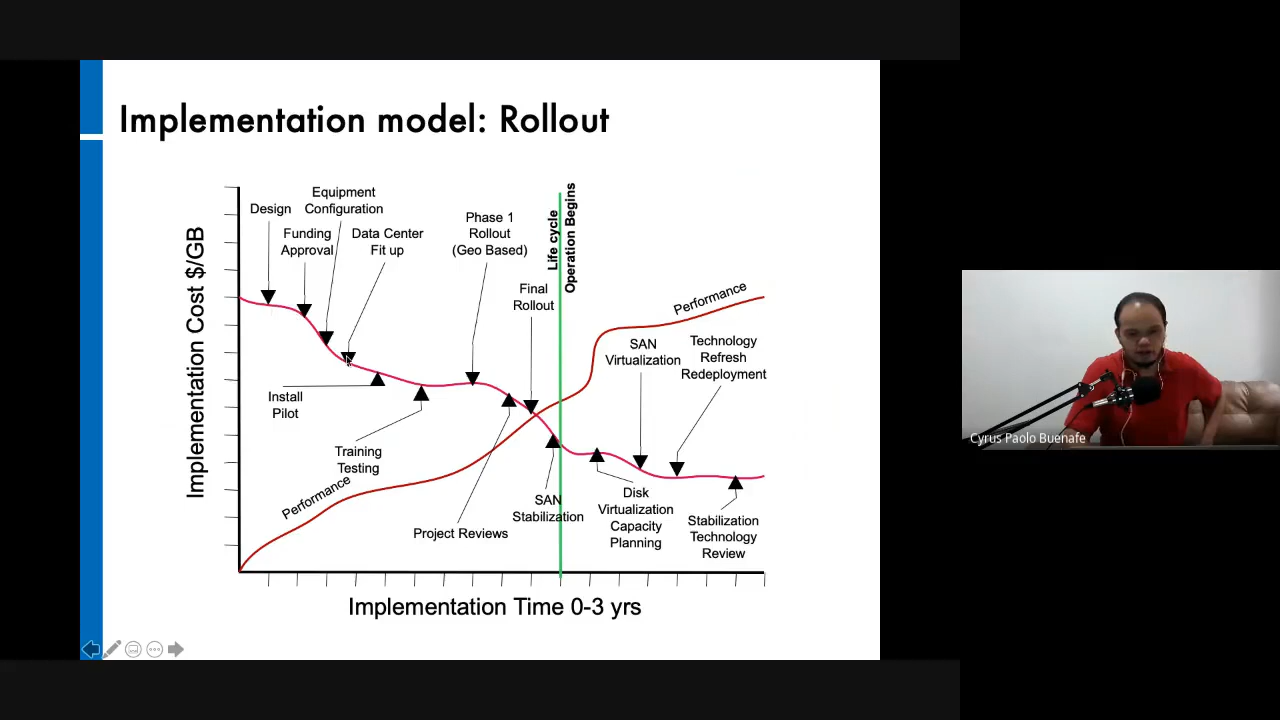 Implementation model: Rollout
Equipment
Configuration
Design
Funding
Approval
Data Center
Fit up
Phase 1
Rollout
(Geo Based)
Life cycle
Operation Begins
Final
Rollout
Performance
SAN
Virtualization
Technology
Refresh
Redeployment
Implementation Cost $/GB
Install
Pilot
Training
Testing
Performance
Project Reviews
SAN
Stabilization
Disk
Virtualization
Capacity
Planning
Stabilization
Technology
Review
Implementation Time 0-3 yrs
Cyrus Paolo Buenafe